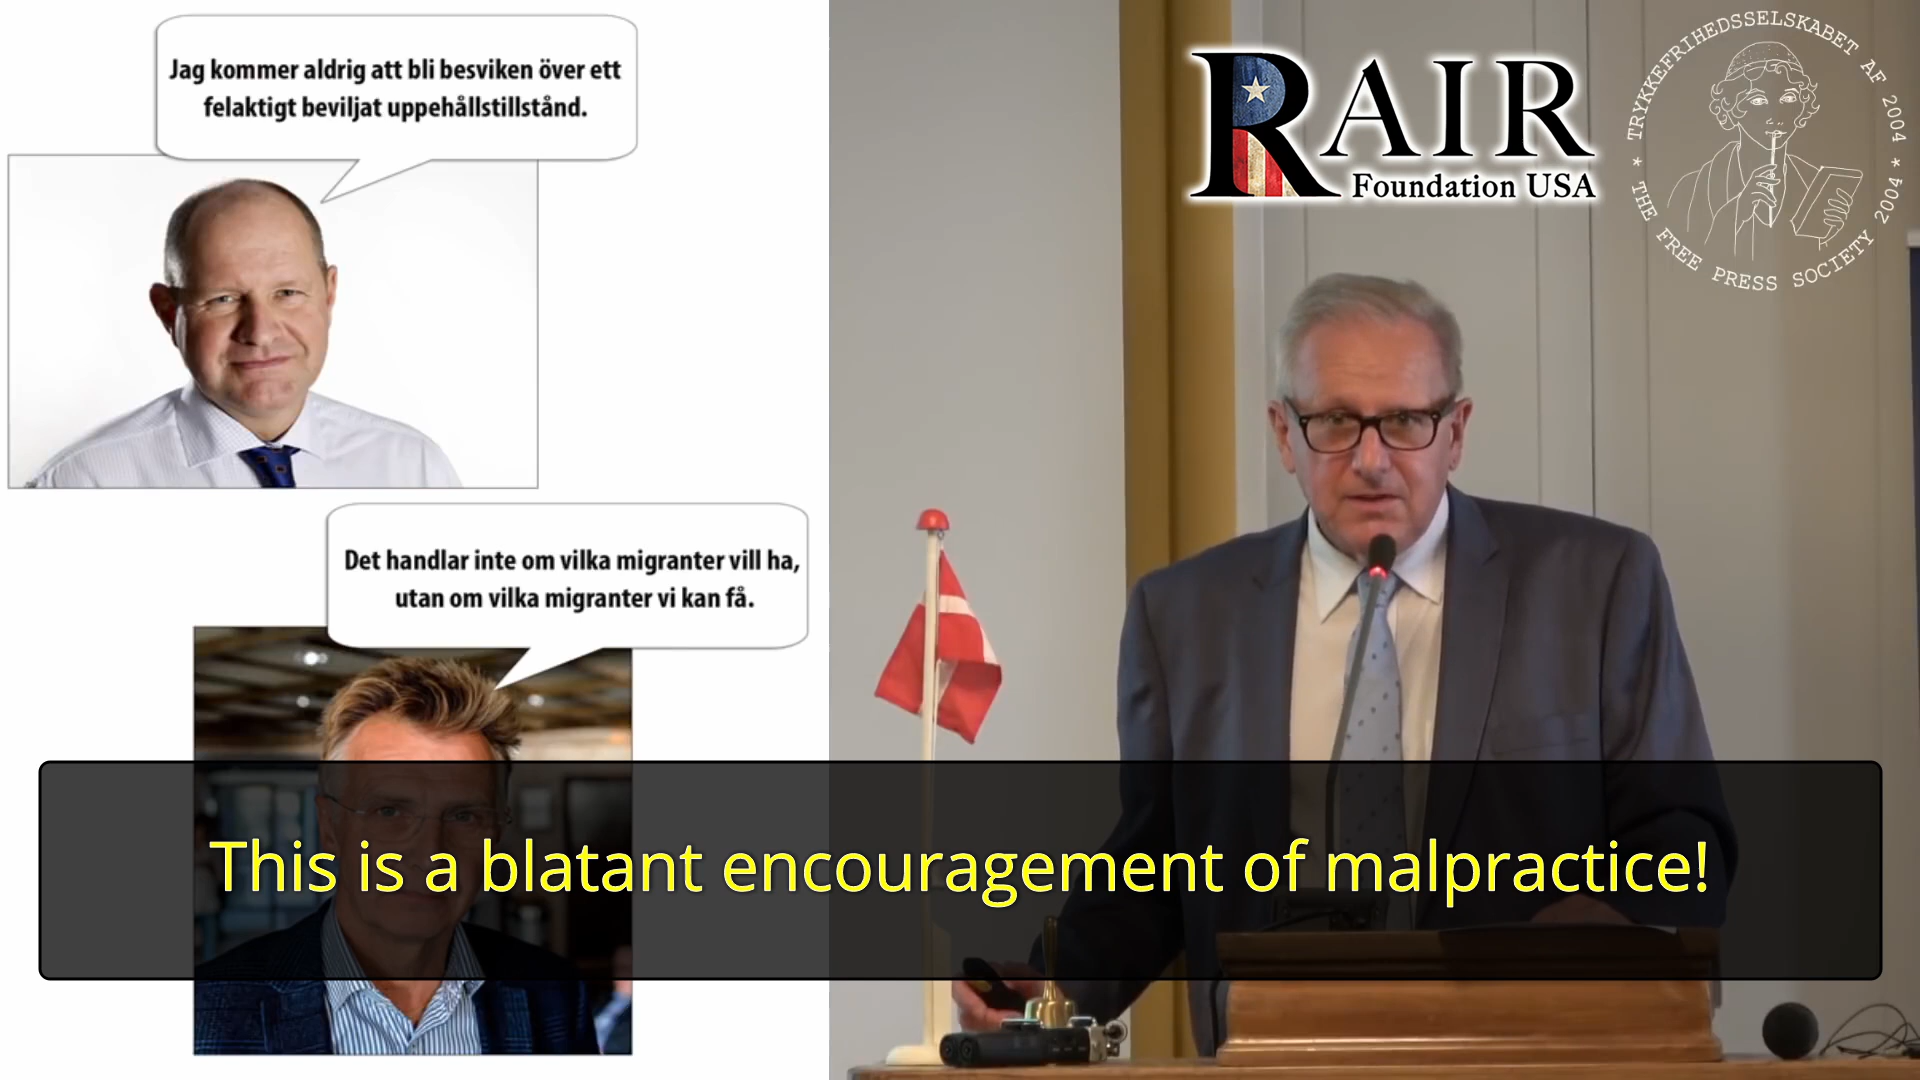 Jag kommer aldrig att bli besviken över ett
felaktigt beviljat uppehållstillstånd.
RAIR
Foundation USA
* TRYKKEFRIHEDSSELSKABET AF 2004 *
THE FREE PRESS SOCIETY 2004
Det handlar inte om vilka migranter vill ha,
utan om vilka migranter vi kan få.
This is a blatant encouragement of malpractice!